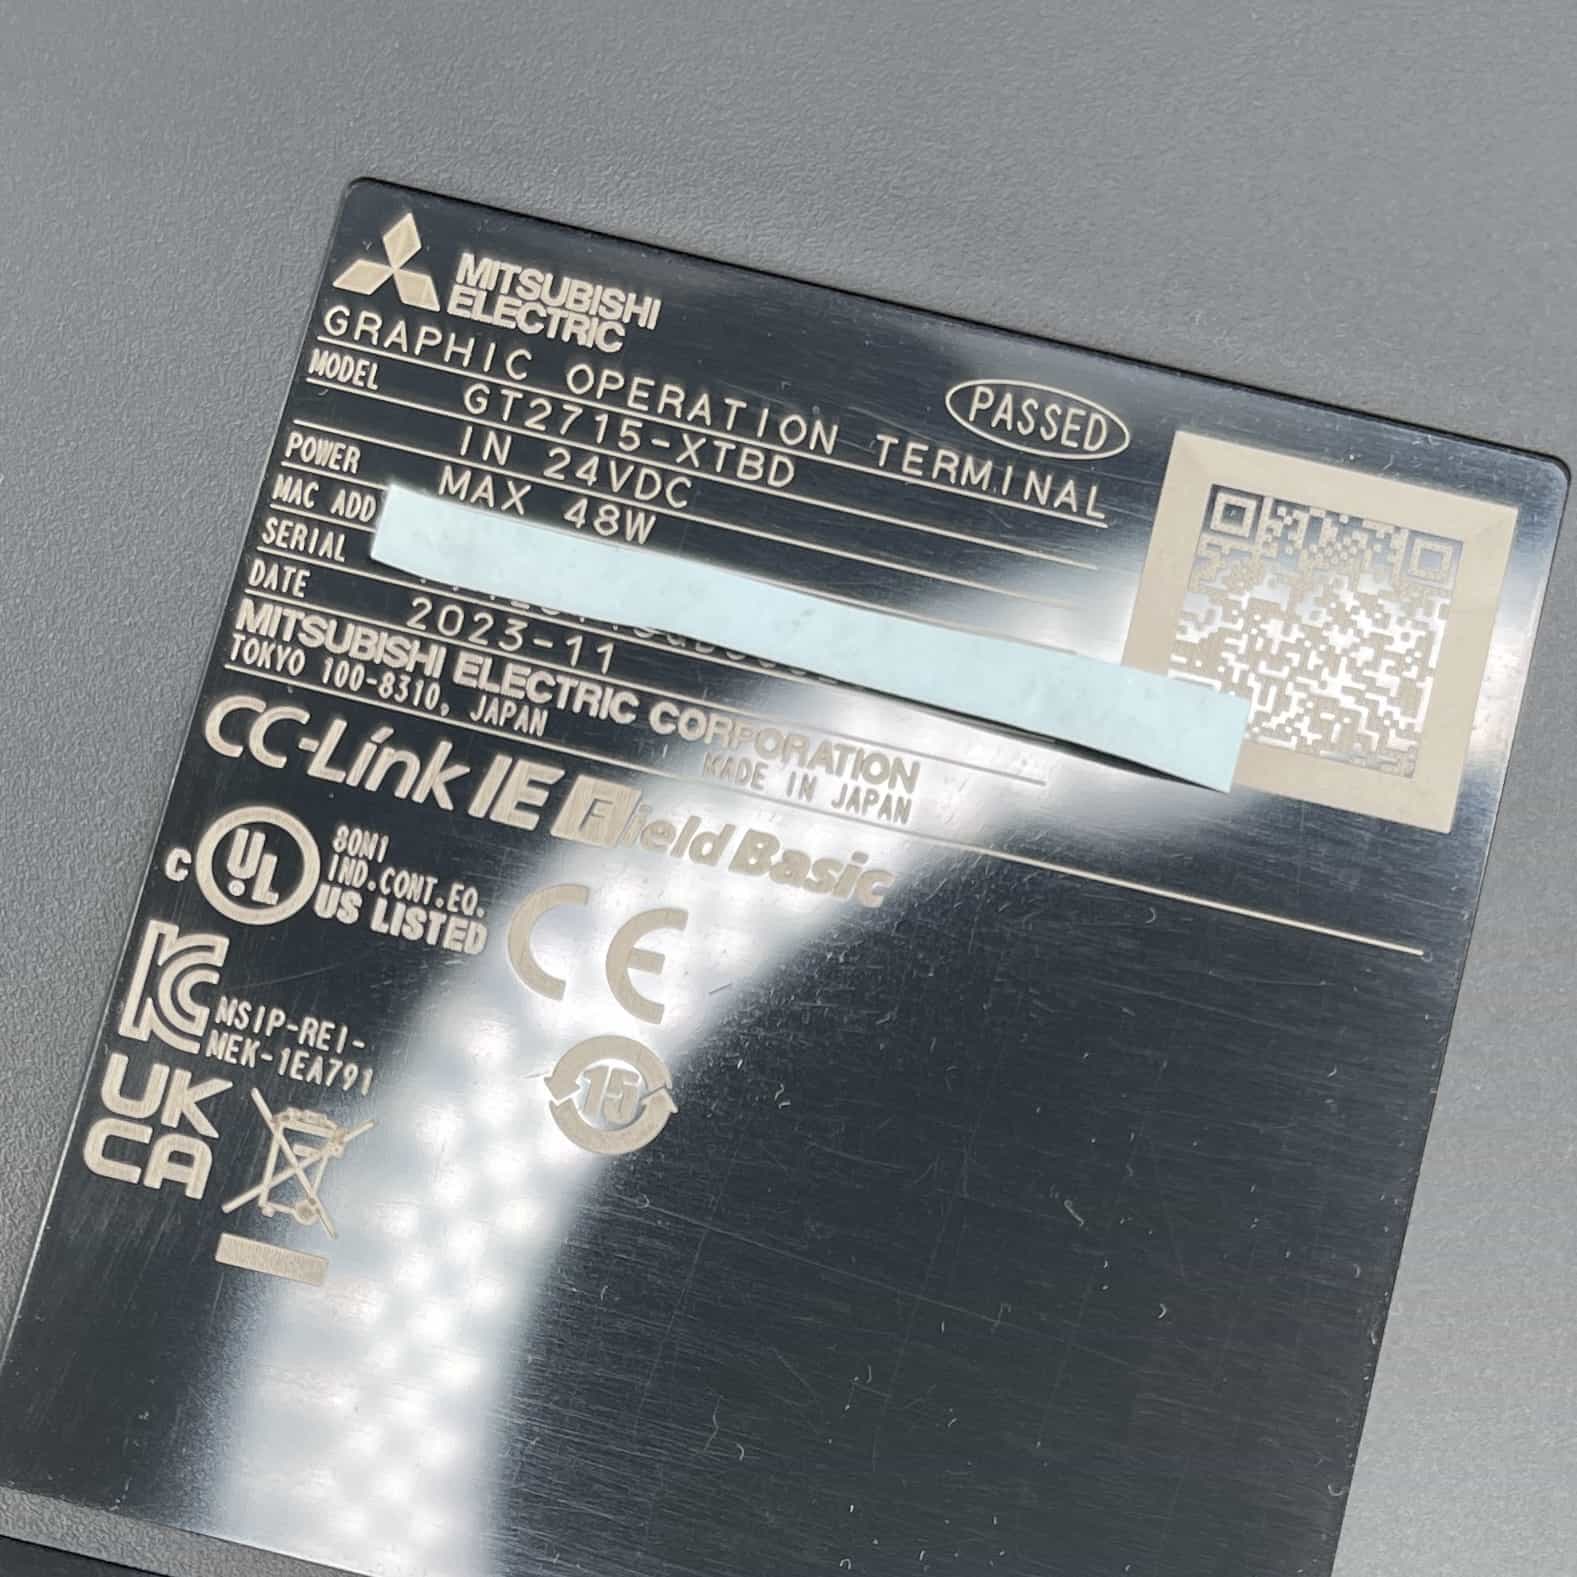 MITSUBISHI
ELECTRIC
GRAPHIC OPERATION TERMINAL
PASSED
MODEL GT2715-XTBD
IN 24VDC
POWER MAX 48W
MAC ADD
SERIAL
DATE 2023-11
MITSUBISHI ELECTRIC CORPORATION
TOKYO 100-8310, JAPAN MADE IN JAPAN
CC-Link IE Field Basic
C UL US LISTED
80M1
IND.CONT.EQ.
CE
KC
MSIP-REI-
MEK-1EA791
UK
CA
15